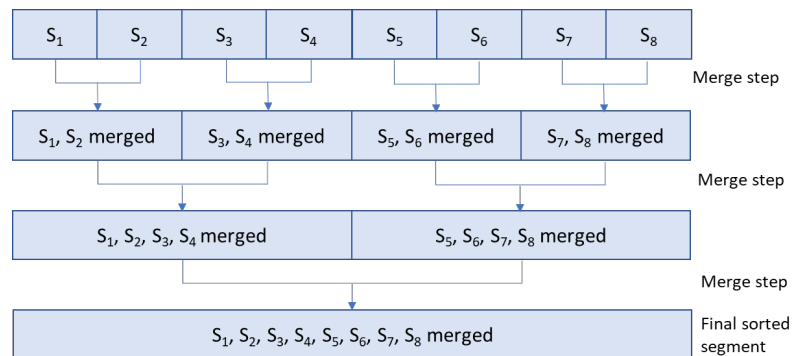 S₁ S₂ S₃ S₄ S₅ S₆ S₇ S₈
Merge step
S₁, S₂ merged S₃, S₄ merged S₅, S₆ merged S₇, S₈ merged
Merge step
S₁, S₂, S₃, S₄ merged S₅, S₆, S₇, S₈ merged
Merge step
S₁, S₂, S₃, S₄, S₅, S₆, S₇, S₈ merged
Final sorted
segment